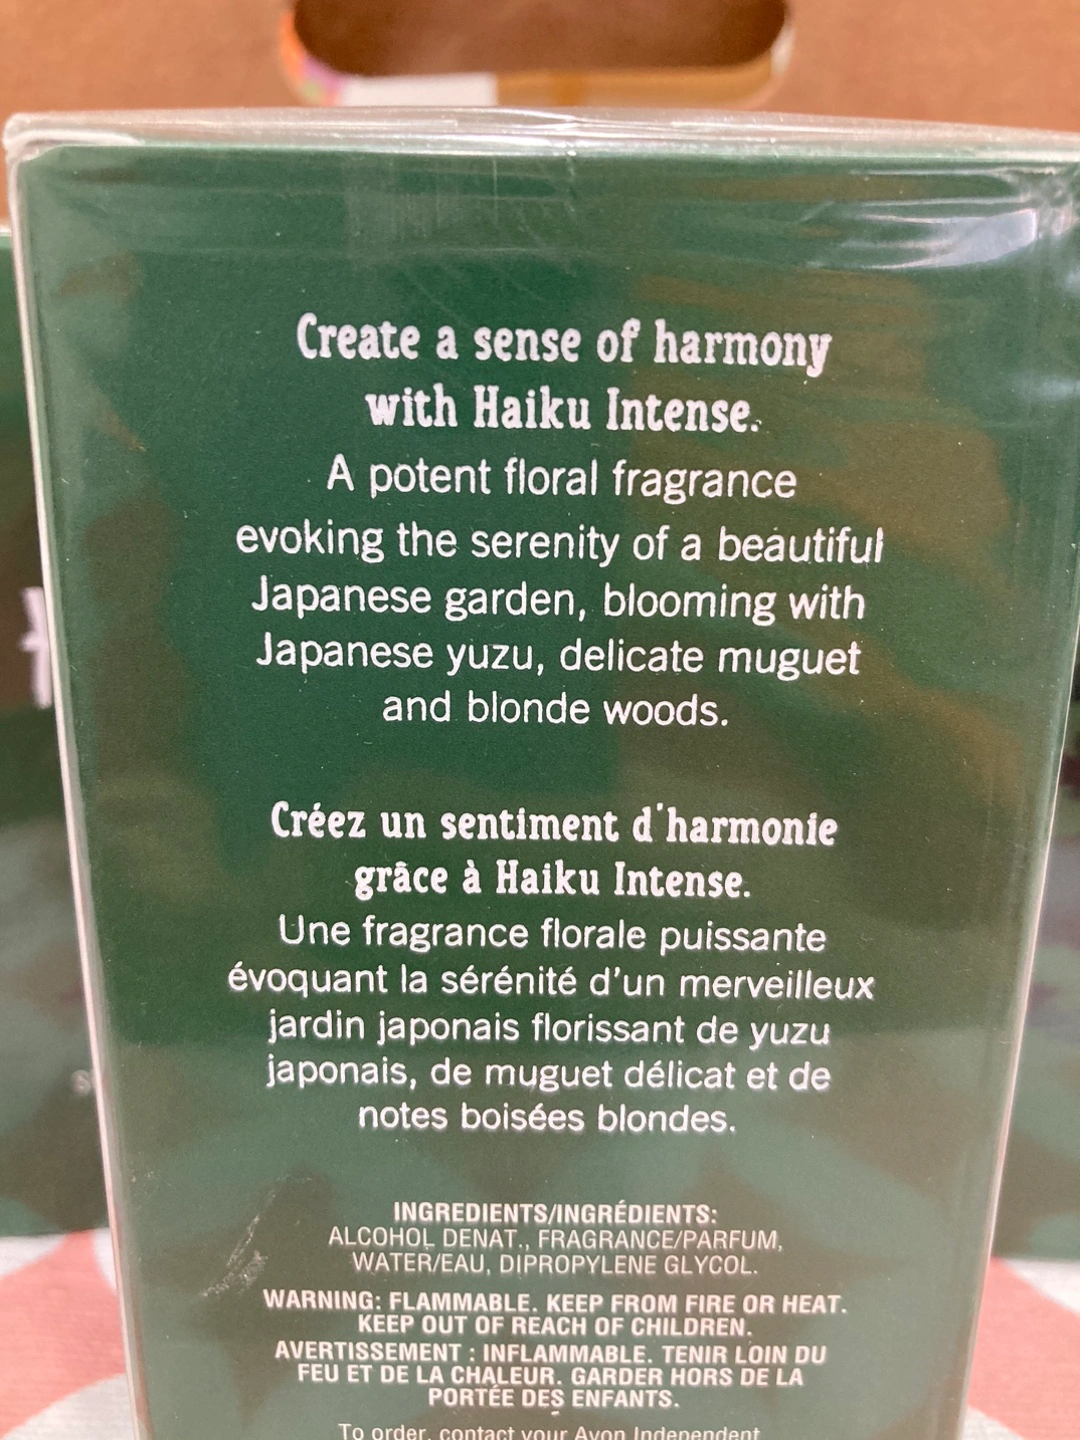 Create a sense of harmony
with Haiku Intense.
A potent floral fragrance
evoking the serenity of a beautiful
Japanese garden, blooming with
Japanese yuzu, delicate muguet
and blonde woods.
Créez un sentiment d'harmonie
grâce à Haiku Intense.
Une fragrance florale puissante
évoquant la sérénité d'un merveilleux
jardin japonais florissant de yuzu
japonais, de muguet délicat et de
notes boisées blondes.
INGREDIENTS/INGRÉDIENTS:
ALCOHOL DENAT., FRAGRANCE/PARFUM,
WATER/EAU, DIPROPYLENE GLYCOL.
WARNING: FLAMMABLE. KEEP FROM FIRE OR HEAT.
KEEP OUT OF REACH OF CHILDREN.
AVERTISSEMENT : INFLAMMABLE. TENIR LOIN DU
FEU ET DE LA CHALEUR. GARDER HORS DE LA
PORTÉE DES ENFANTS.
To order, contact your Avon Independent